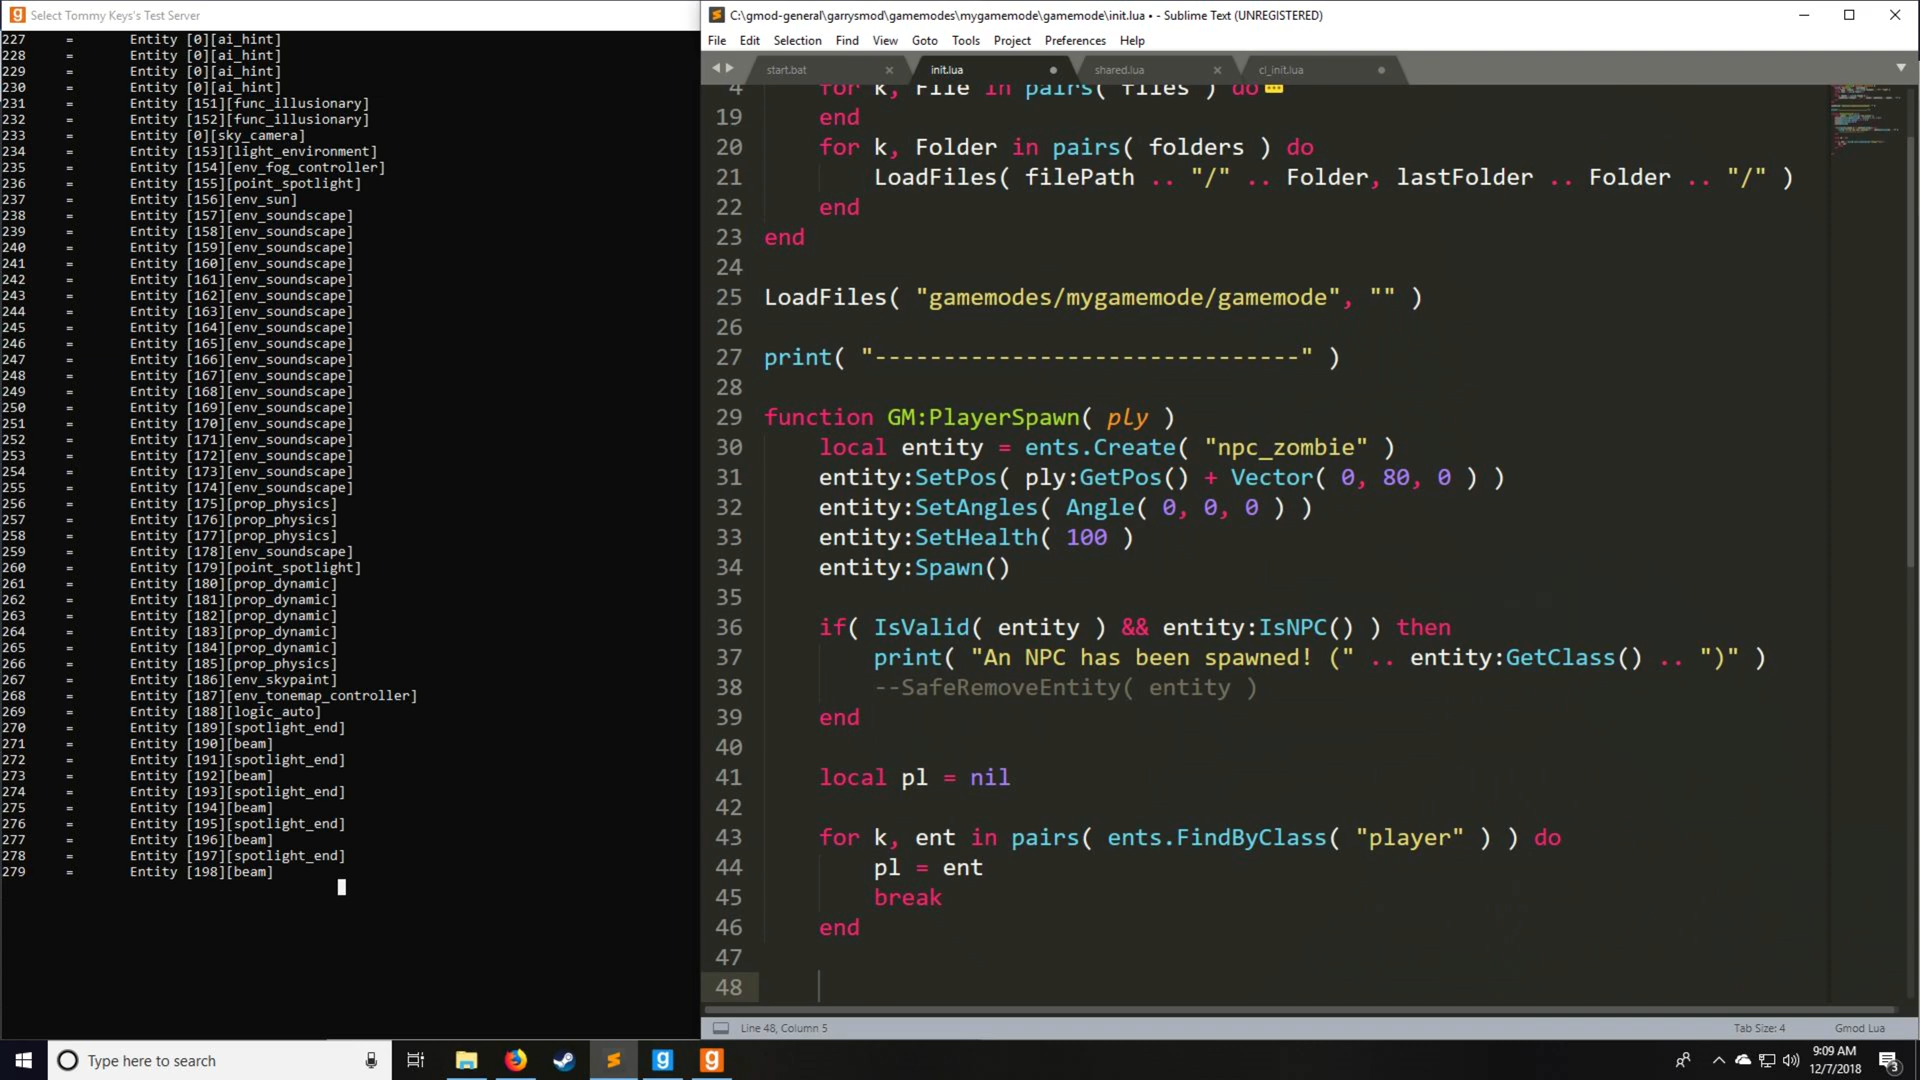 Select Tommy Keys's Test Server
227 = Entity [0][ai_hint]
228 = Entity [0][ai_hint]
229 = Entity [0][ai_hint]
230 = Entity [0][ai_hint]
231 = Entity [151][func_illusionary]
232 = Entity [152][func_illusionary]
233 = Entity [0][sky_camera]
234 = Entity [153][light_environment]
235 = Entity [154][env_fog_controller]
236 = Entity [155][point_spotlight]
237 = Entity [156][env_sun]
238 = Entity [157][env_soundscape]
239 = Entity [158][env_soundscape]
240 = Entity [159][env_soundscape]
241 = Entity [160][env_soundscape]
242 = Entity [161][env_soundscape]
243 = Entity [162][env_soundscape]
244 = Entity [163][env_soundscape]
245 = Entity [164][env_soundscape]
246 = Entity [165][env_soundscape]
247 = Entity [166][env_soundscape]
248 = Entity [167][env_soundscape]
249 = Entity [168][env_soundscape]
250 = Entity [169][env_soundscape]
251 = Entity [170][env_soundscape]
252 = Entity [171][env_soundscape]
253 = Entity [172][env_soundscape]
254 = Entity [173][env_soundscape]
255 = Entity [174][env_soundscape]
256 = Entity [175][prop_physics]
257 = Entity [176][prop_physics]
258 = Entity [177][prop_physics]
259 = Entity [178][env_soundscape]
260 = Entity [179][point_spotlight]
261 = Entity [180][prop_dynamic]
262 = Entity [181][prop_dynamic]
263 = Entity [182][prop_dynamic]
264 = Entity [183][prop_dynamic]
265 = Entity [184][prop_dynamic]
266 = Entity [185][prop_physics]
267 = Entity [186][env_skypaint]
268 = Entity [187][env_tonemap_controller]
269 = Entity [188][logic_auto]
270 = Entity [189][spotlight_end]
271 = Entity [190][beam]
272 = Entity [191][spotlight_end]
273 = Entity [192][beam]
274 = Entity [193][spotlight_end]
275 = Entity [194][beam]
276 = Entity [195][spotlight_end]
277 = Entity [196][beam]
278 = Entity [197][spotlight_end]
279 = Entity [198][beam]
C:\gmod-general\garrysmod\gamemodes\mygamemode\gamemode\init.lua • - Sublime Text (UNREGISTERED)
File Edit Selection Find View Goto Tools Project Preferences Help
start.bat init.lua shared.lua cl_init.lua
4 for k, File in pairs( files ) do
19 end
20 for k, Folder in pairs( folders ) do
21 LoadFiles( filePath .. "/" .. Folder, lastFolder .. Folder .. "/" )
22 end
23 end
24
25 LoadFiles( "gamemodes/mygamemode/gamemode", "" )
26
27 print( "-------------------------------" )
28
29 function GM:PlayerSpawn( ply )
30 local entity = ents.Create( "npc_zombie" )
31 entity:SetPos( ply:GetPos() + Vector( 0, 80, 0 ) )
32 entity:SetAngles( Angle( 0, 0, 0 ) )
33 entity:SetHealth( 100 )
34 entity:Spawn()
35
36 if( IsValid( entity ) && entity:IsNPC() ) then
37 print( "An NPC has been spawned! (" .. entity:GetClass() .. ")" )
38 --SafeRemoveEntity( entity )
39 end
40
41 local pl = nil
42
43 for k, ent in pairs( ents.FindByClass( "player" ) ) do
44 pl = ent
45 break
46 end
47
48
Line 48, Column 5 Tab Size: 4 Gmod Lua
Type here to search
9:09 AM
12/7/2018
3